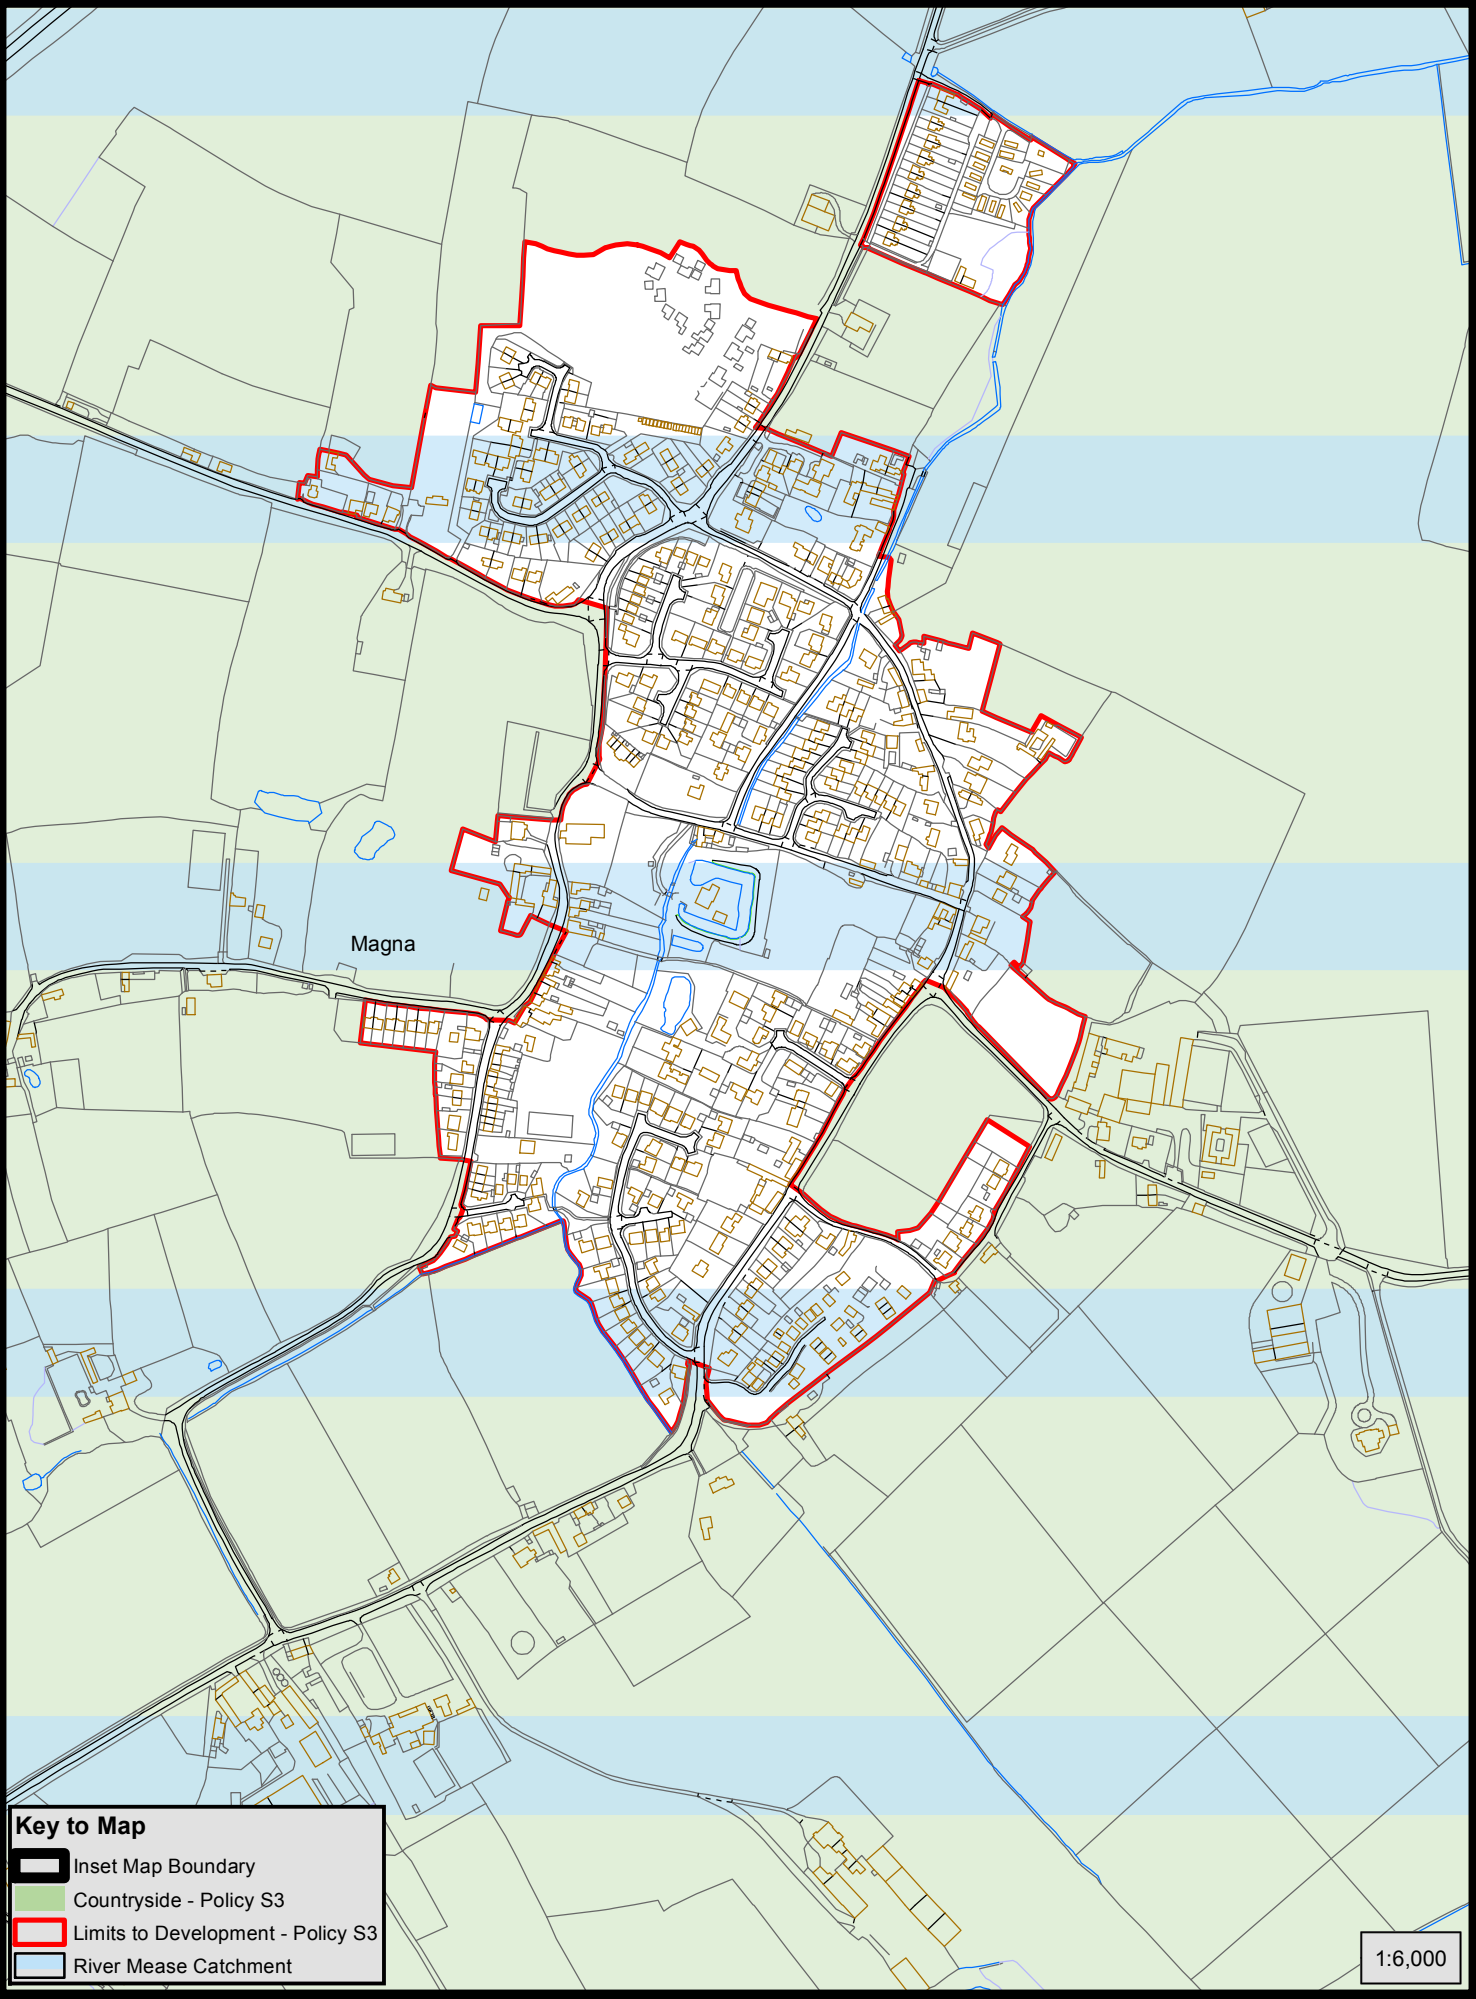 Magna
Key to Map
Inset Map Boundary
Countryside - Policy S3
Limits to Development - Policy S3
River Mease Catchment
1:6,000